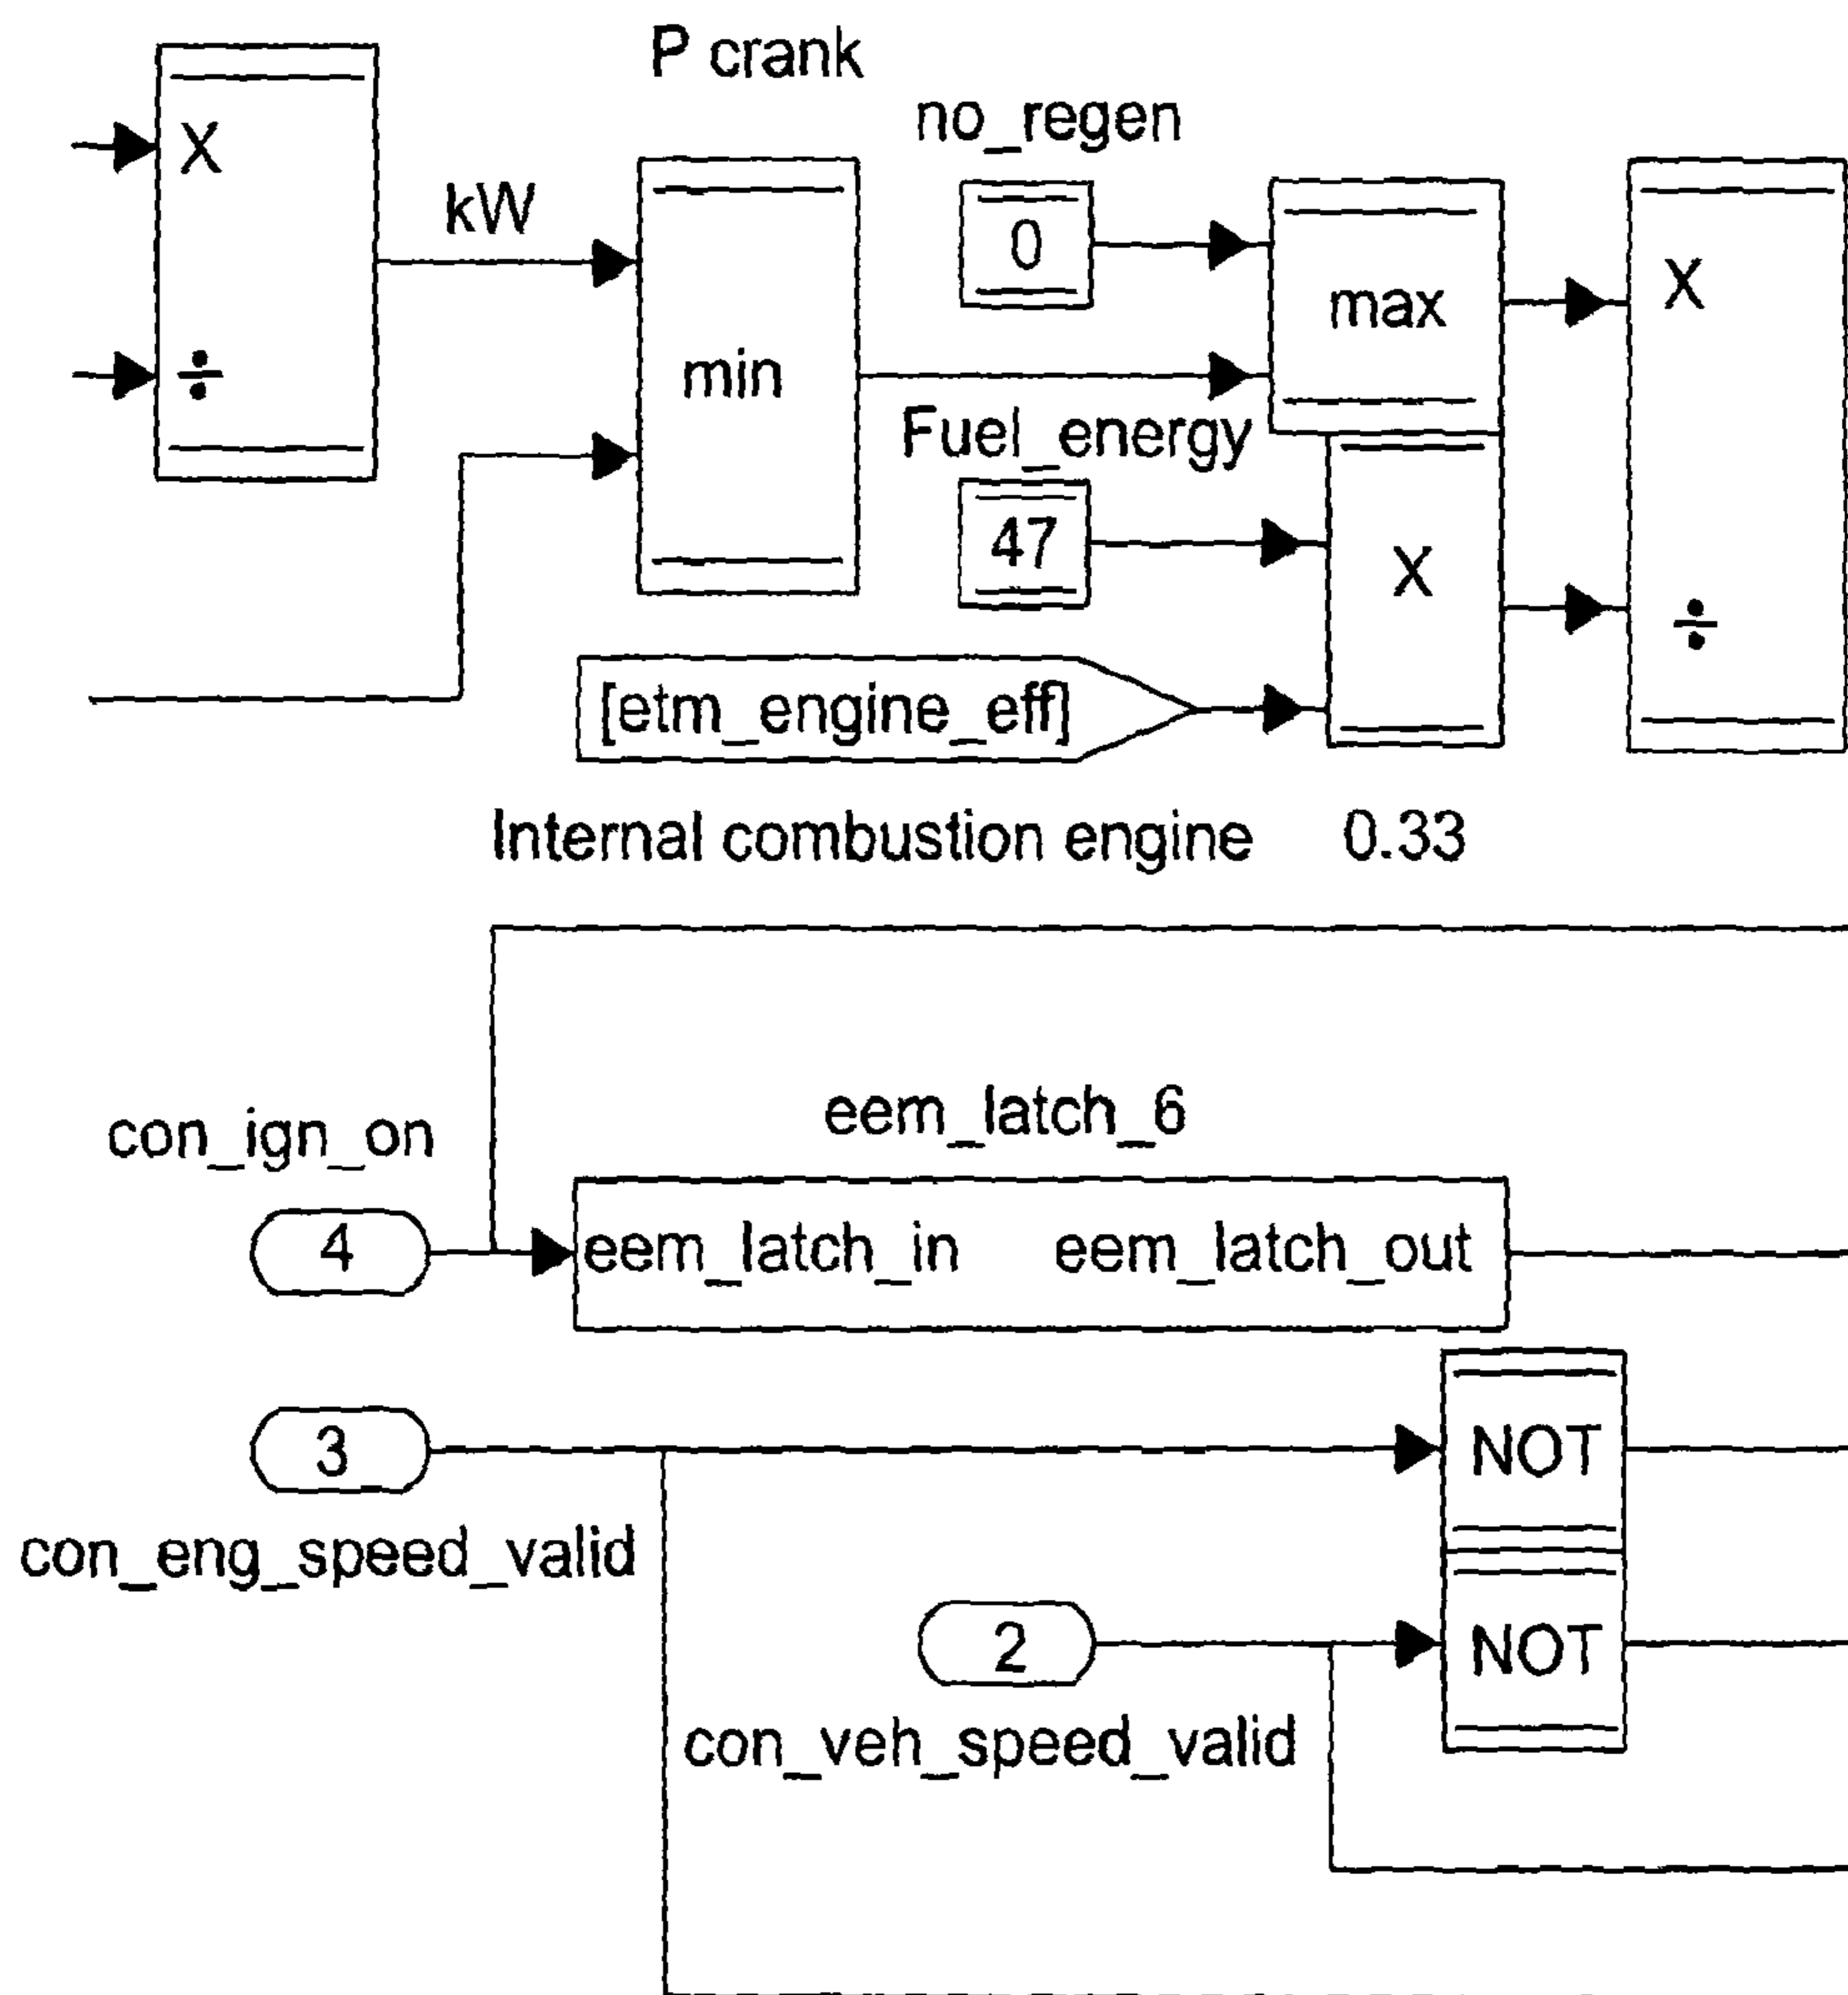 P crank
no_regen
X
kW
0
÷
min
max
X
Fuel_energy
47
X
÷
[etm_engine_eff]
Internal combustion engine 0.33
eem_latch_6
con_ign_on
4
eem_latch_in eem_latch_out
3
NOT
con_eng_speed_valid
2
NOT
con_veh_speed_valid